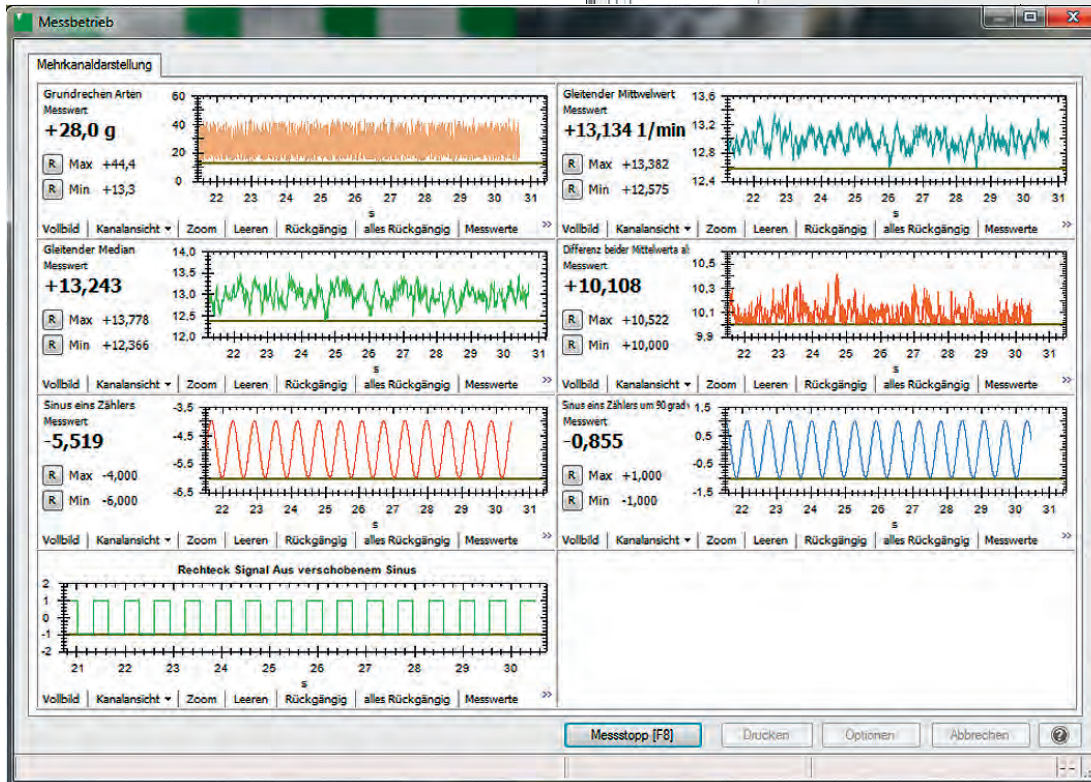 Messbetrieb
Mehrkanaldarstellung
Grundrechen Arten
Messwert
+28,0 g
R Max +44,4
R Min +13,3
60
40
20
0
22 23 24 25 26 27 28 29 30 31
s
Vollbild Kanalansicht Zoom Leeren Rückgängig alles Rückgängig Messwerte »
Gleitender Mittwelwert
Messwert
+13,134 1/min
R Max +13,382
R Min +12,575
13,6
13,2
12,8
12,4
22 23 24 25 26 27 28 29 30 31
s
Vollbild Kanalansicht Zoom Leeren Rückgängig alles Rückgängig Messwerte »
Gleitender Median
Messwert
+13,243
R Max +13,778
R Min +12,366
14,0
13,5
13,0
12,5
12,0
22 23 24 25 26 27 28 29 30 31
s
Vollbild Kanalansicht Zoom Leeren Rückgängig alles Rückgängig Messwerte »
Differenz beider Mittelwerta al
Messwert
+10,108
R Max +10,522
R Min +10,000
10,5
10,3
10,1
9,9
22 23 24 25 26 27 28 29 30 31
s
Vollbild Kanalansicht Zoom Leeren Rückgängig alles Rückgängig Messwerte »
Sinus eins Zählers
Messwert
-5,519
R Max -4,000
R Min -6,000
-3,5
-4,5
-5,5
-6,5
22 23 24 25 26 27 28 29 30 31
s
Vollbild Kanalansicht Zoom Leeren Rückgängig alles Rückgängig Messwerte »
Sinus eins Zählers um 90 grad
Messwert
-0,855
R Max +1,000
R Min -1,000
1,5
0,5
-0,5
-1,5
22 23 24 25 26 27 28 29 30 31
s
Vollbild Kanalansicht Zoom Leeren Rückgängig alles Rückgängig Messwerte »
Rechteck Signal Aus verschobenem Sinus
2
1
0
-1
-2
21 22 23 24 25 26 27 28 29 30
s
Vollbild Kanalansicht Zoom Leeren Rückgängig alles Rückgängig Messwerte »
Messstopp [F8] Drucken Optionen Abbrechen ?
--